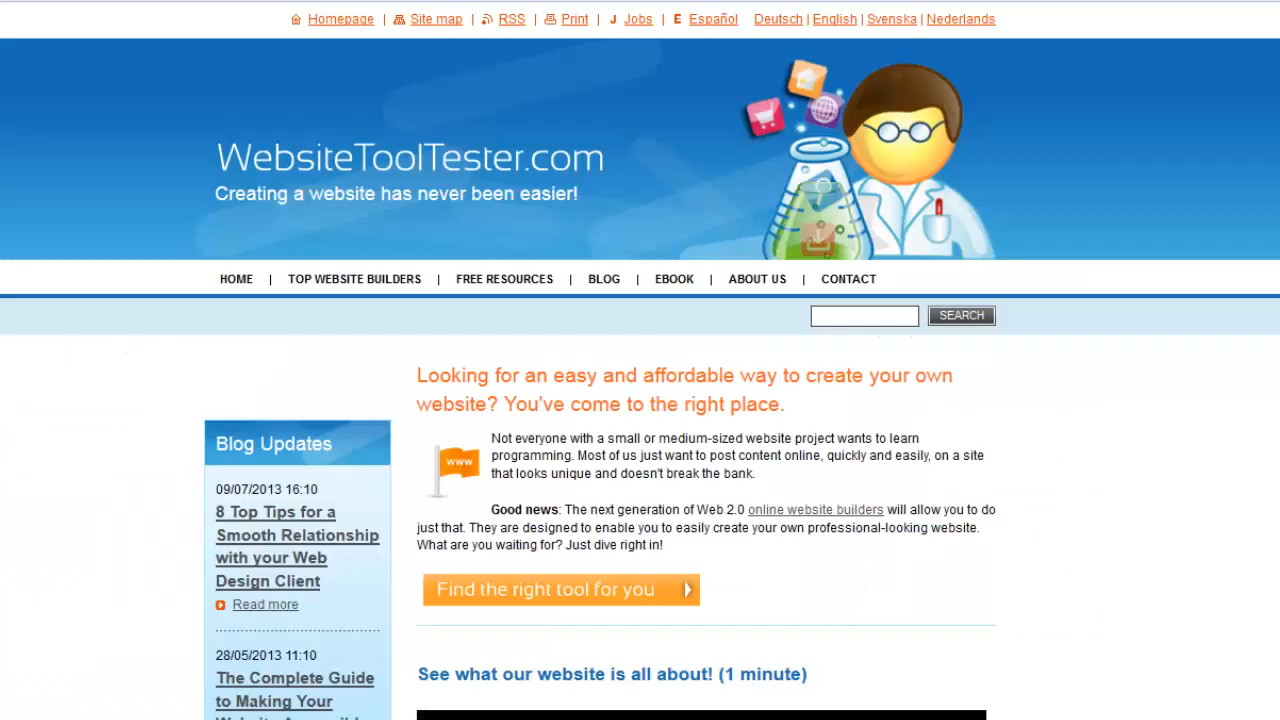 Homepage | Site map | RSS | Print | J Jobs | E Español Deutsch | English | Svenska | Nederlands
WebsiteToolTester.com
Creating a website has never been easier!
HOME | TOP WEBSITE BUILDERS | FREE RESOURCES | BLOG | EBOOK | ABOUT US | CONTACT
SEARCH
Looking for an easy and affordable way to create your own
website? You've come to the right place.
www
Not everyone with a small or medium-sized website project wants to learn
programming. Most of us just want to post content online, quickly and easily, on a site
that looks unique and doesn't break the bank.
Good news: The next generation of Web 2.0 online website builders will allow you to do
just that. They are designed to enable you to easily create your own professional-looking website.
What are you waiting for? Just dive right in!
Find the right tool for you
See what our website is all about! (1 minute)
Blog Updates
09/07/2013 16:10
8 Top Tips for a
Smooth Relationship
with your Web
Design Client
Read more
28/05/2013 11:10
The Complete Guide
to Making Your